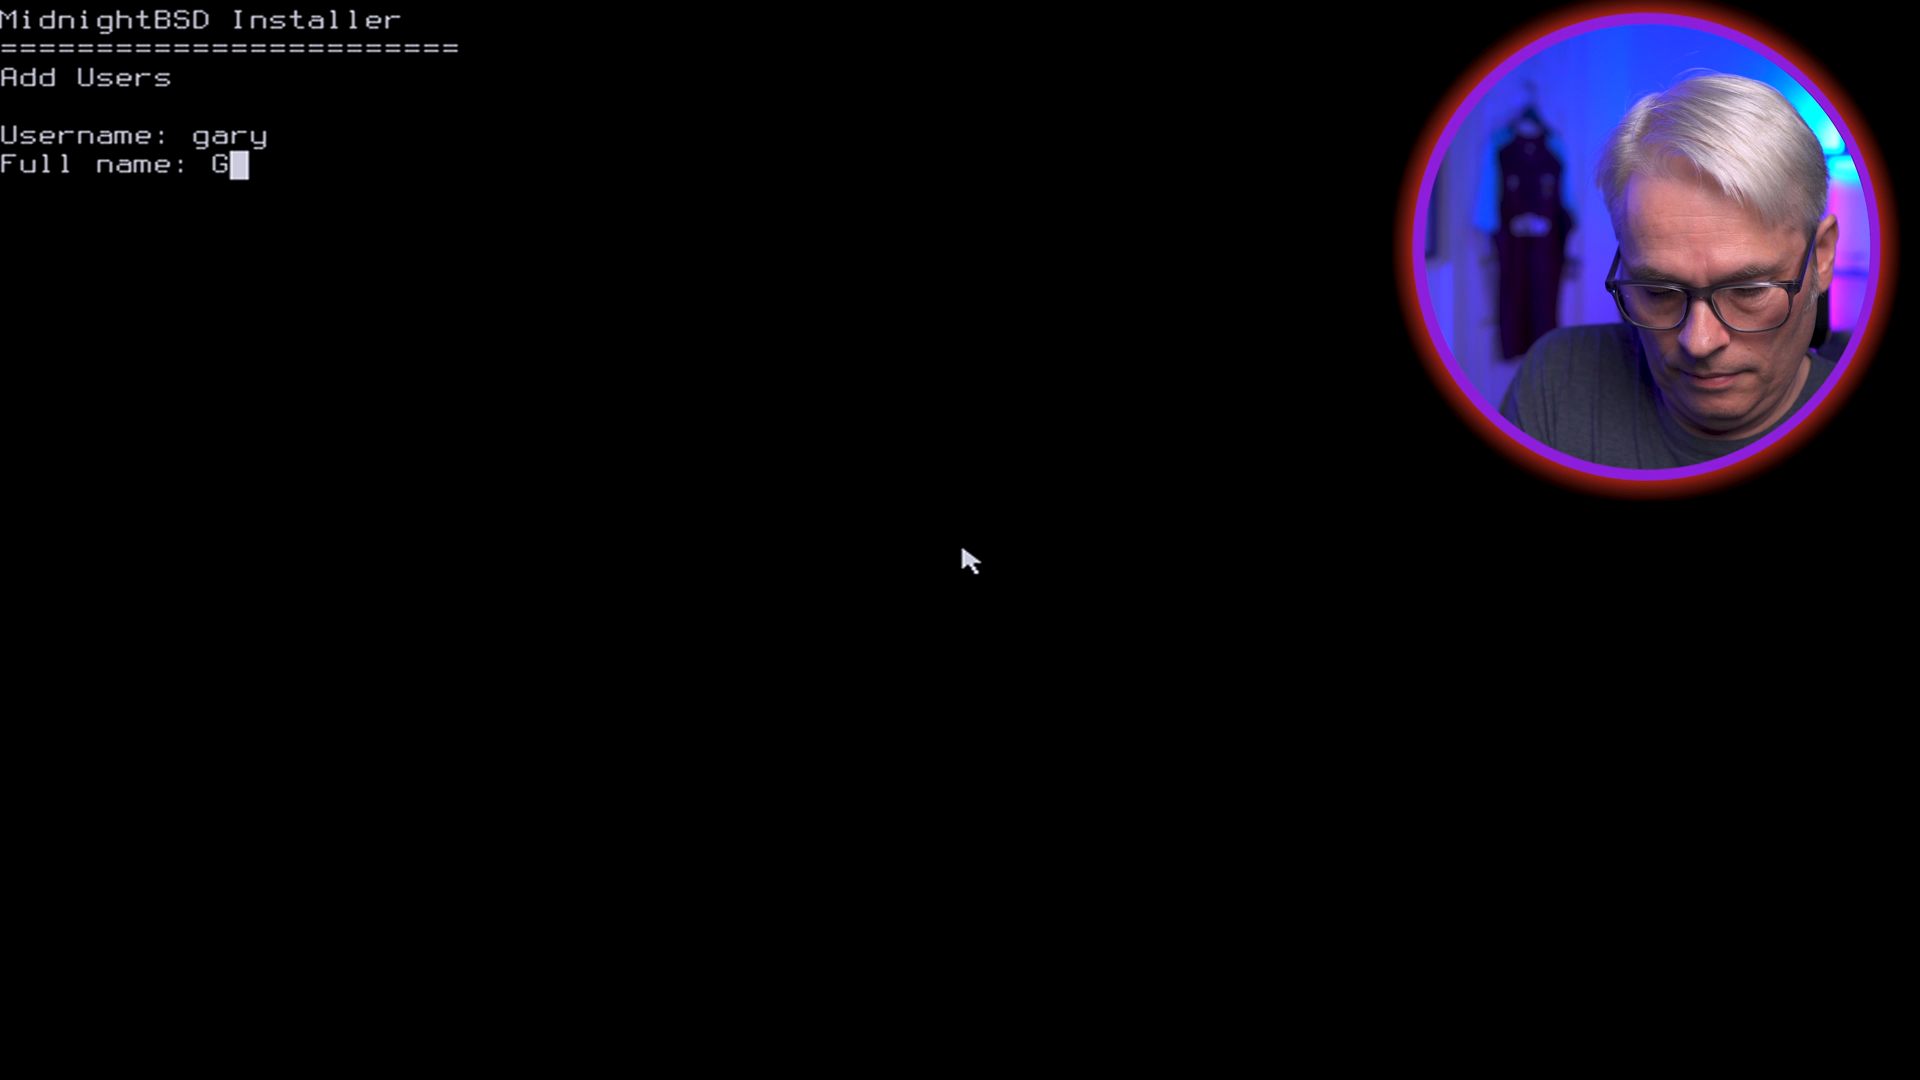 MidnightBSD Installer
========================
Add Users
Username: gary
Full name: G